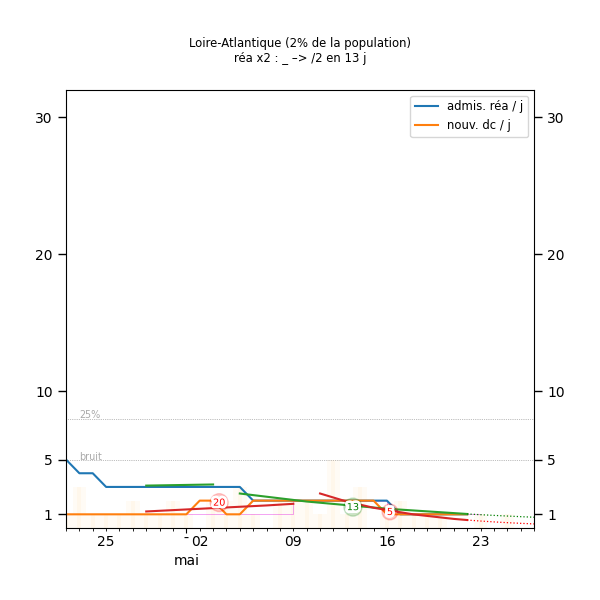 Loire-Atlantique (2% de la population)
réa x2 : _ –> /2 en 13 j
admis. réa / j
nouv. dc / j
30 30
20 20
10 10
25%
bruit
5 5
20
13
5
1 1
25 - 02 09 16 23
mai